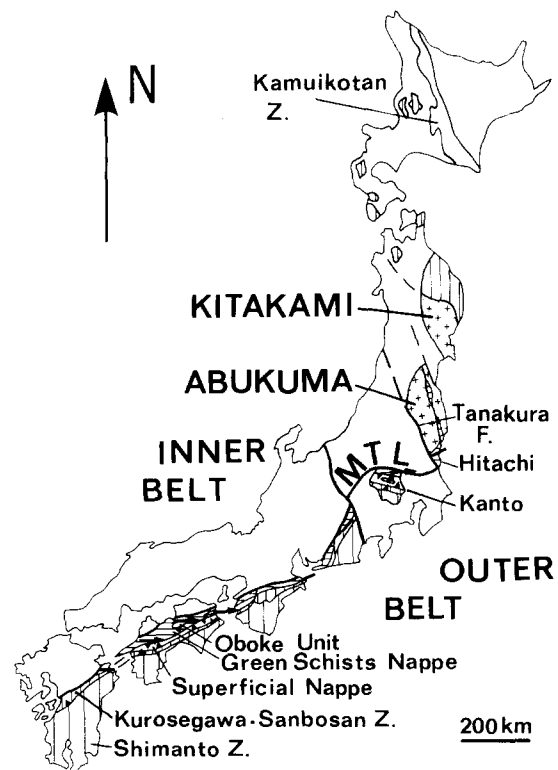 N
Kamuikotan
Z.
KITAKAMI
ABUKUMA
Tanakura
F.
INNER
BELT
MTL
Hitachi
Kanto
OUTER
BELT
Oboke Unit
Green Schists Nappe
Superficial Nappe
Kurosegawa-Sanbosan Z.
Shimanto Z.
200 km